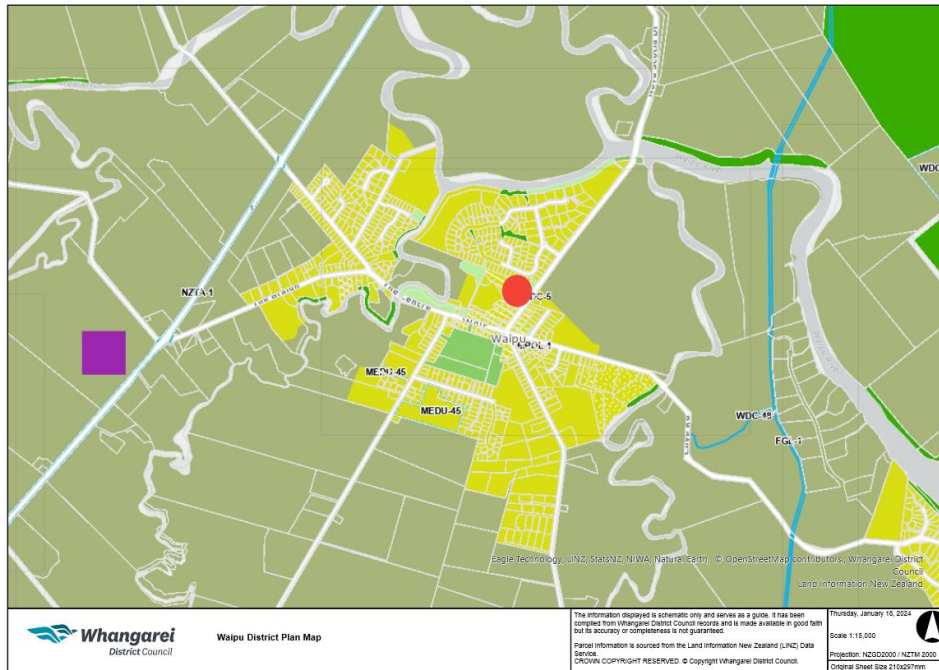 Waipu River
WDC
NZTA-1
The Braigh
The Centre
DC-5
Waipu
MEDU-45
MEDU-45
WDC-48
FGL-1
Waipu River
Eagle Technology, LINZ, StatsNZ, NIWA, Natural Earth, © OpenStreetMap contributors., Whangarei District
Council
Land Information New Zealand
Whangarei
District Council
Waipu District Plan Map
The information displayed is schematic only and serves as a guide. It has been
compiled from Whangarei District Council records and is made available in good faith
but its accuracy or completeness is not guaranteed.
Parcel Information is sourced from the Land Information New Zealand (LINZ) Data
Service.
CROWN COPYRIGHT RESERVED. © Copyright Whangarei District Council.
Thursday, January 18, 2024
Scale 1:15,000
Projection: NZGD2000 / NZTM 2000
Original Sheet Size 210x297mm